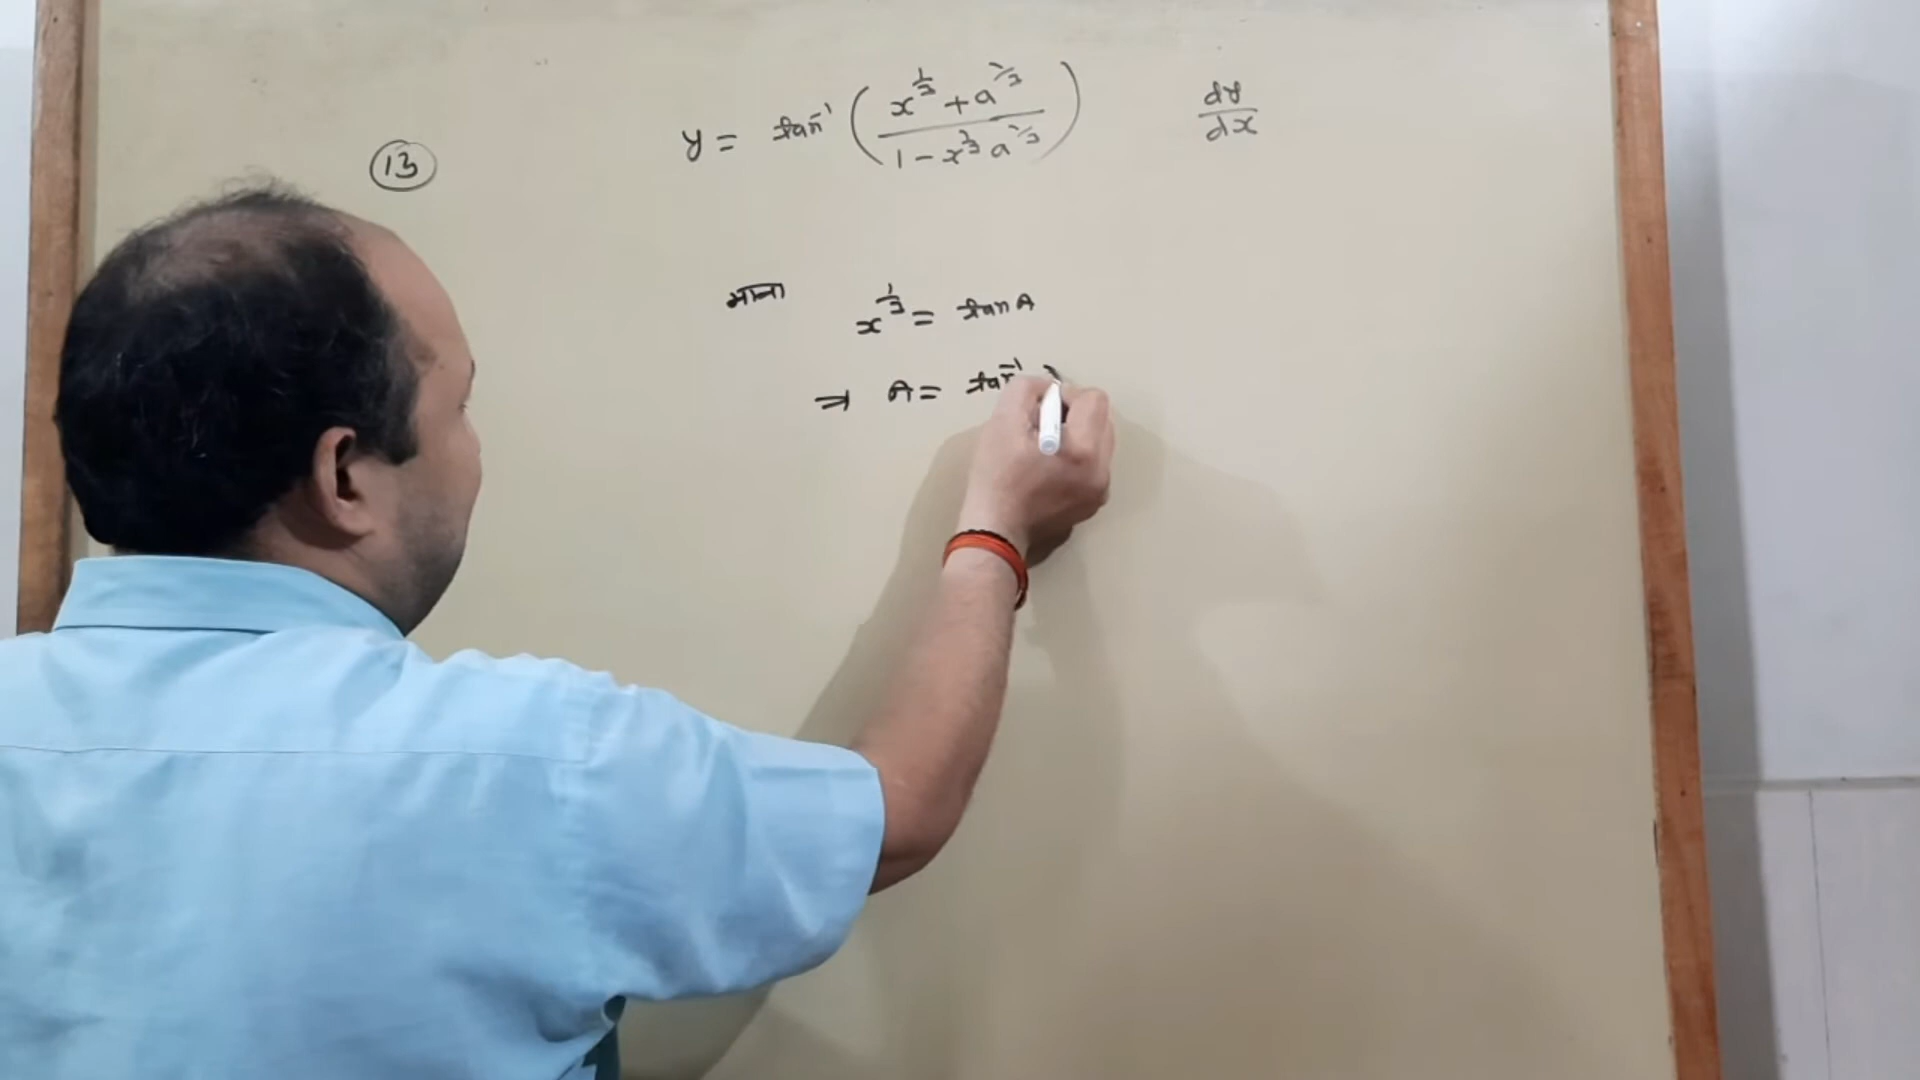 (13) y = tan⁻¹ ( (x^{1/3} + a^{1/3}) / (1 - x^{1/3} a^{1/3}) ) dy/dx
माना x^{1/3} = tan A
⇒ A = tan⁻¹